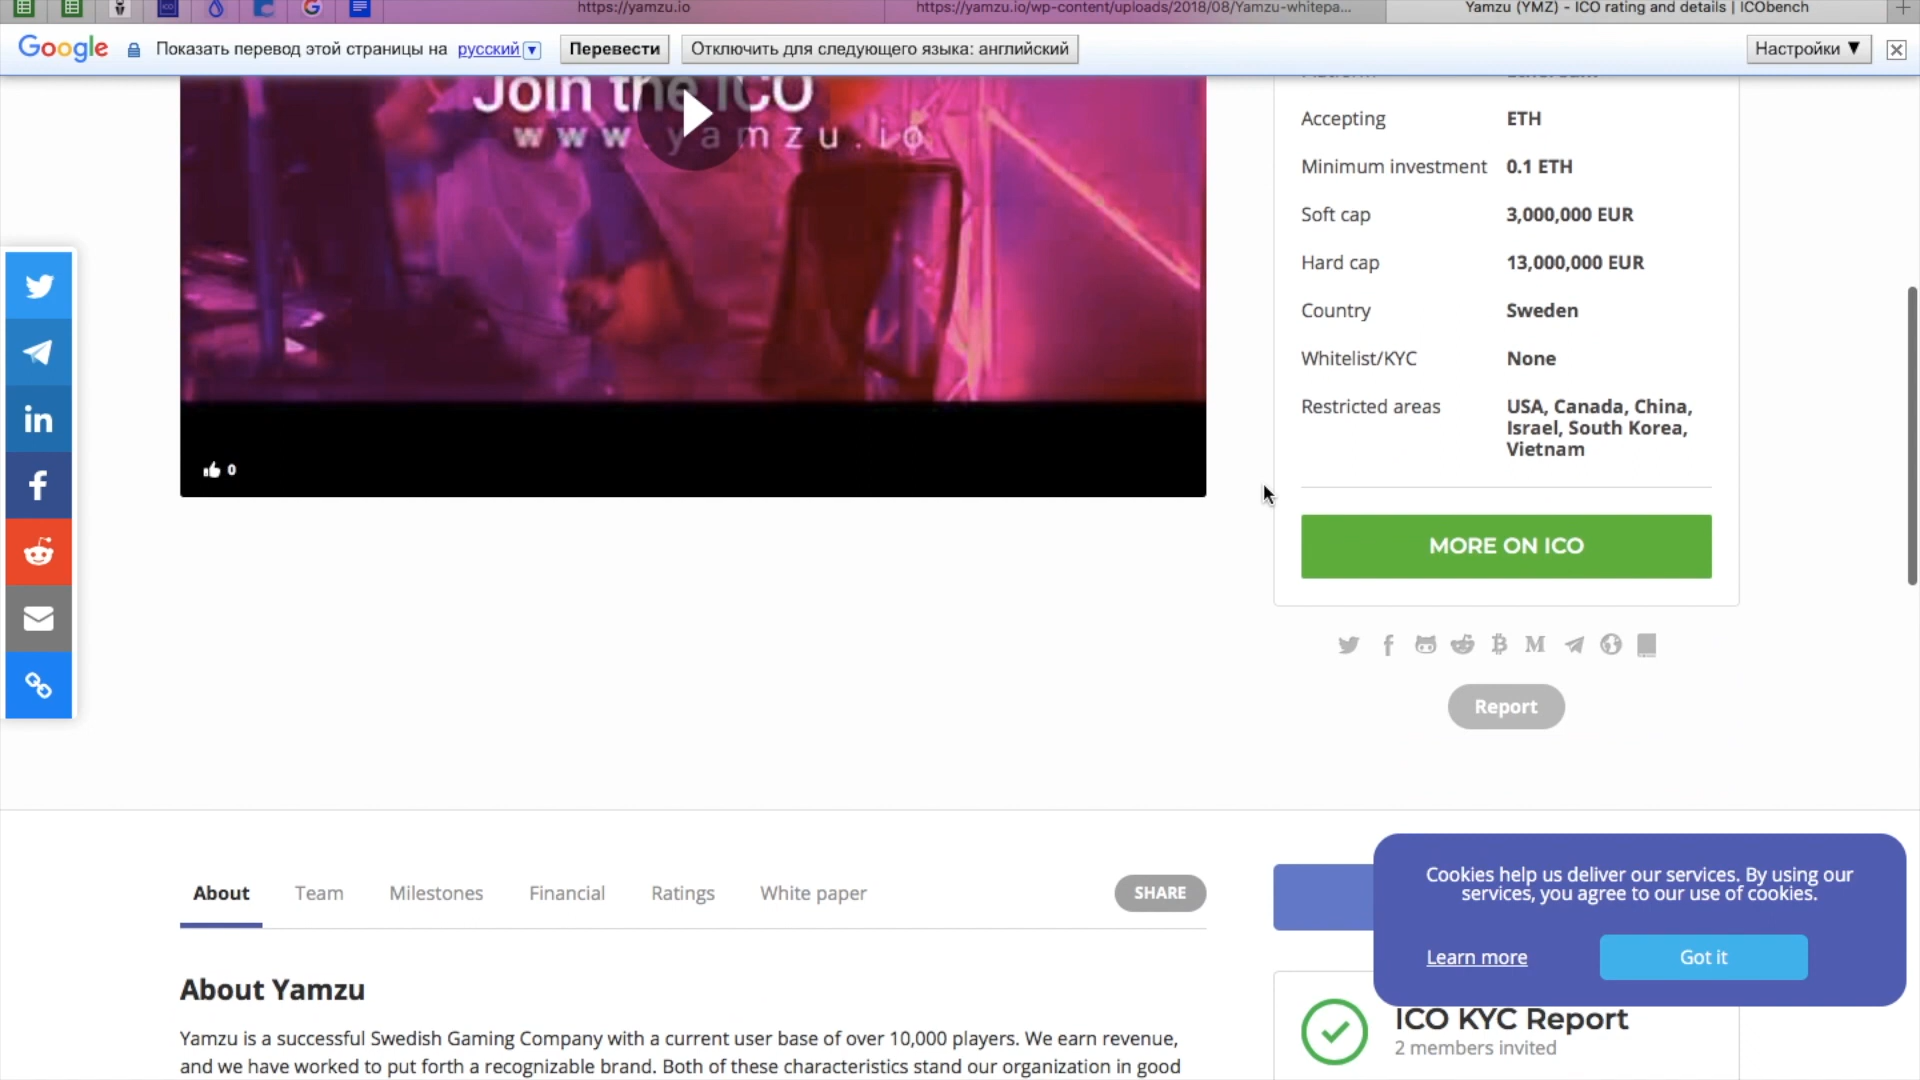 https://yamzu.io
https://yamzu.io/wp-content/uploads/2018/08/Yamzu-whitepa...
Yamzu (YMZ) - ICO rating and details | ICObench
Google
Показать перевод этой страницы на русский
Перевести
Отключить для следующего языка: английский
Настройки
Join the ICO
www.yamzu.io
0
Accepting ETH
Minimum investment 0.1 ETH
Soft cap 3,000,000 EUR
Hard cap 13,000,000 EUR
Country Sweden
Whitelist/KYC None
Restricted areas USA, Canada, China,
Israel, South Korea,
Vietnam
MORE ON ICO
Report
About
Team
Milestones
Financial
Ratings
White paper
SHARE
About Yamzu
Yamzu is a successful Swedish Gaming Company with a current user base of over 10,000 players. We earn revenue,
and we have worked to put forth a recognizable brand. Both of these characteristics stand our organization in good
Cookies help us deliver our services. By using our
services, you agree to our use of cookies.
Learn more
Got it
ICO KYC Report
2 members invited